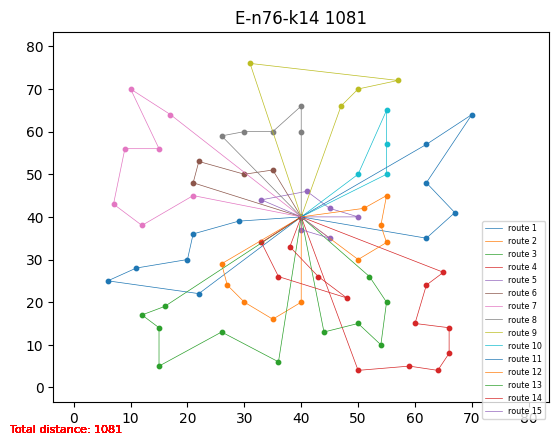 E-n76-k14 1081
80
70
60
50
40
30
20
10
0
0 10 20 30 40 50 60 70 80
route 1
route 2
route 3
route 4
route 5
route 6
route 7
route 8
route 9
route 10
route 11
route 12
route 13
route 14
route 15
Total distance: 1081